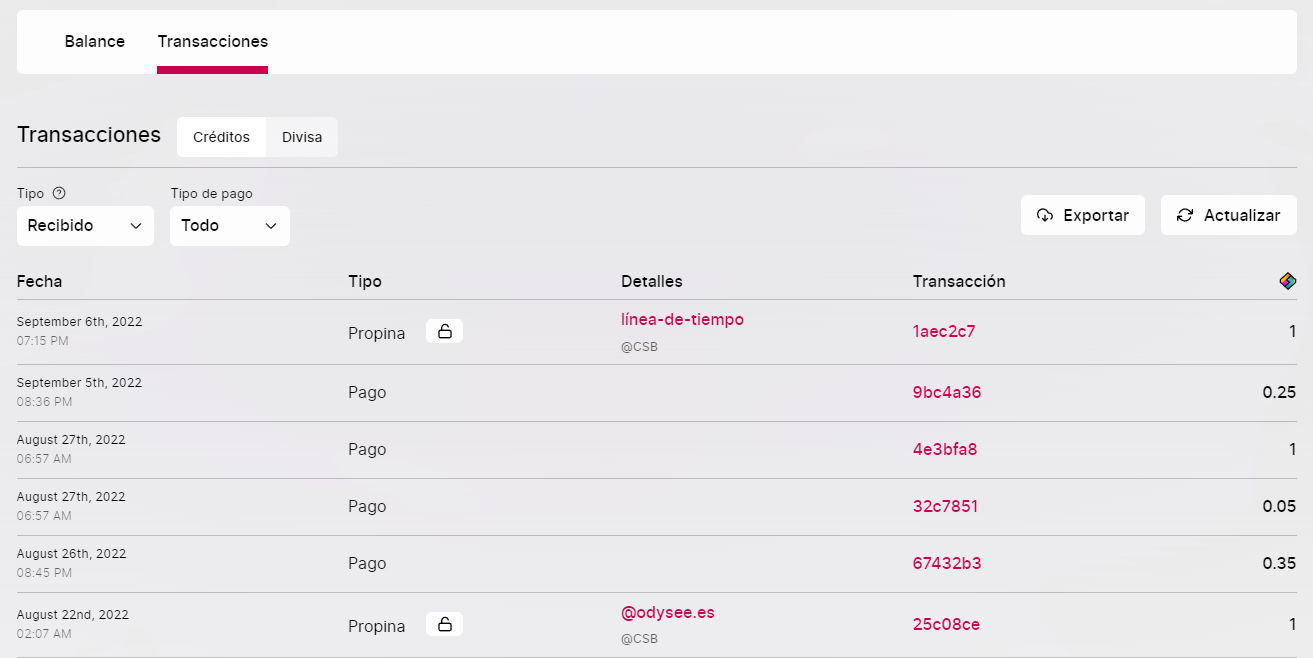 Balance Transacciones
Transacciones Créditos Divisa
Tipo Tipo de pago
Recibido Todo Exportar Actualizar
Fecha Tipo Detalles Transacción
September 6th, 2022
07:15 PM
Propina
línea-de-tiempo
@CSB
1aec2c7
1
September 5th, 2022
08:36 PM
Pago
9bc4a36
0.25
August 27th, 2022
06:57 AM
Pago
4e3bfa8
1
August 27th, 2022
06:57 AM
Pago
32c7851
0.05
August 26th, 2022
08:45 PM
Pago
67432b3
0.35
August 22nd, 2022
02:07 AM
Propina
@odysee.es
@CSB
25c08ce
1